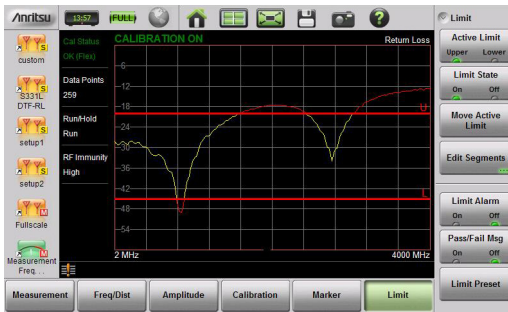 Anritsu
13:57
(FULL)
?
Limit
custom
S331L
DTF-RL
setup1
setup2
Fullscale
Measurement
Freq...
Cal Status
OK (Flex)
Data Points
259
Run/Hold
Run
RF Immunity
High
CALIBRATION ON
Return Loss
-6
-12
-18
-24
-36
-42
-48
-54
U
L
2 MHz
4000 MHz
Active Limit
Upper Lower
Limit State
On Off
Move Active
Limit
Edit Segments
Limit Alarm
On Off
Pass/Fail Msg
On Off
Limit Preset
Measurement
Freq/Dist
Amplitude
Calibration
Marker
Limit